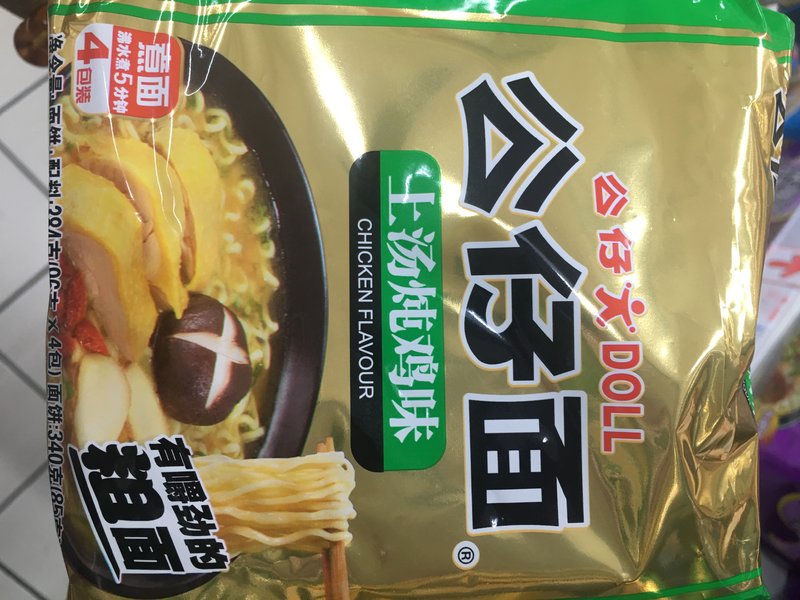 公仔 DOLL
公仔面
®
上汤炖鸡味
CHICKEN FLAVOUR
煮面
沸水煮5分钟
4包装
有嚼劲的
粗面